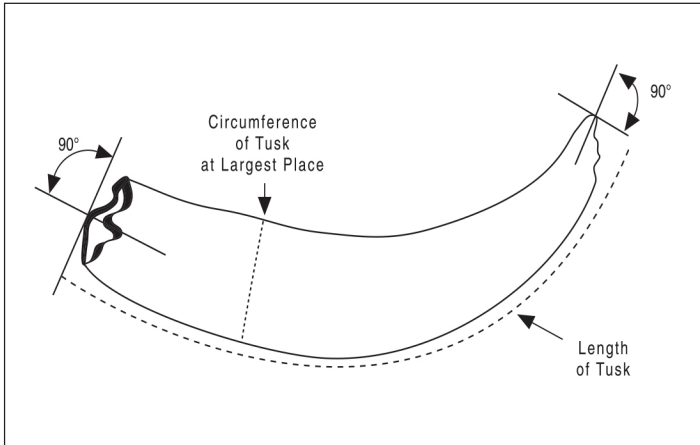 90°
Circumference
of Tusk
at Largest Place
90°
Length
of Tusk